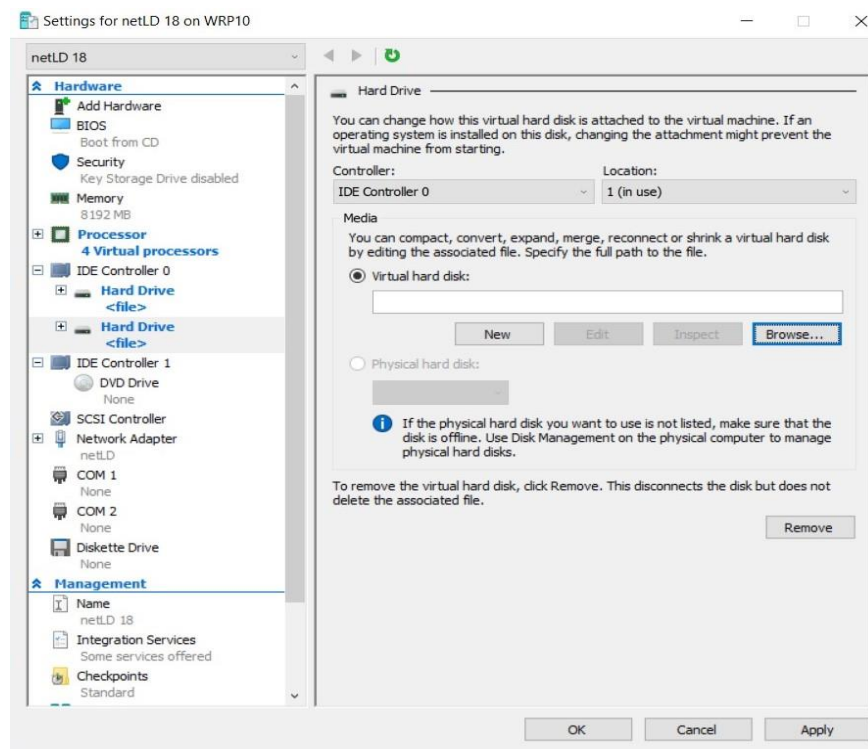 Settings for netLD 18 on WRP10
netLD 18
Hardware
Add Hardware
BIOS
Boot from CD
Security
Key Storage Drive disabled
Memory
8192 MB
Processor
4 Virtual processors
IDE Controller 0
Hard Drive
<file>
Hard Drive
<file>
IDE Controller 1
DVD Drive
None
SCSI Controller
Network Adapter
netLD
COM 1
None
COM 2
None
Diskette Drive
None
Management
Name
netLD 18
Integration Services
Some services offered
Checkpoints
Standard
Hard Drive
You can change how this virtual hard disk is attached to the virtual machine. If an
operating system is installed on this disk, changing the attachment might prevent the
virtual machine from starting.
Controller:
Location:
IDE Controller 0
1 (in use)
Media
You can compact, convert, expand, merge, reconnect or shrink a virtual hard disk
by editing the associated file. Specify the full path to the file.
Virtual hard disk:
New
Edit
Inspect
Browse...
Physical hard disk:
If the physical hard disk you want to use is not listed, make sure that the
disk is offline. Use Disk Management on the physical computer to manage
physical hard disks.
To remove the virtual hard disk, click Remove. This disconnects the disk but does not
delete the associated file.
Remove
OK
Cancel
Apply